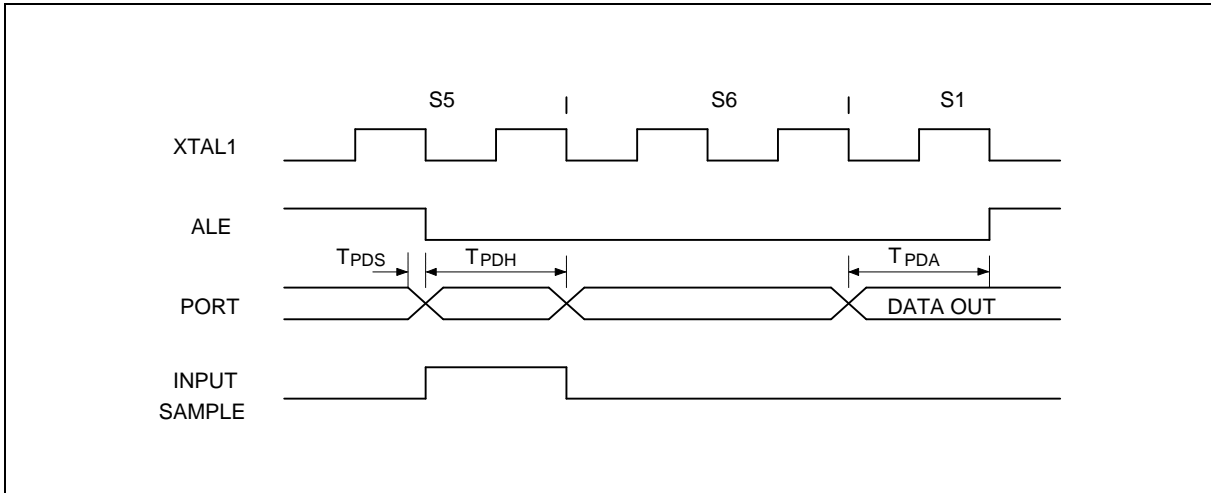 S5 | S6 | S1
XTAL1
ALE
TPDS TPDH TPDA
PORT DATA OUT
INPUT
SAMPLE